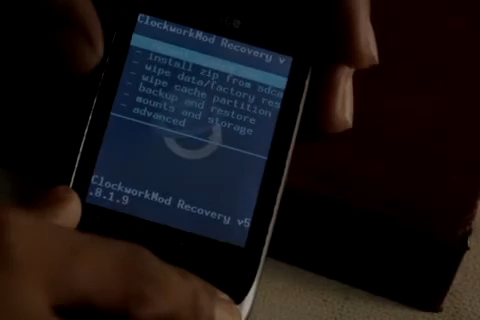 ClockworkMod Recovery v
- install zip from sdca
- wipe data/factory res
- wipe cache partition
- backup and restore
- mounts and storage
- advanced
ClockworkMod Recovery v5
.8.1.9